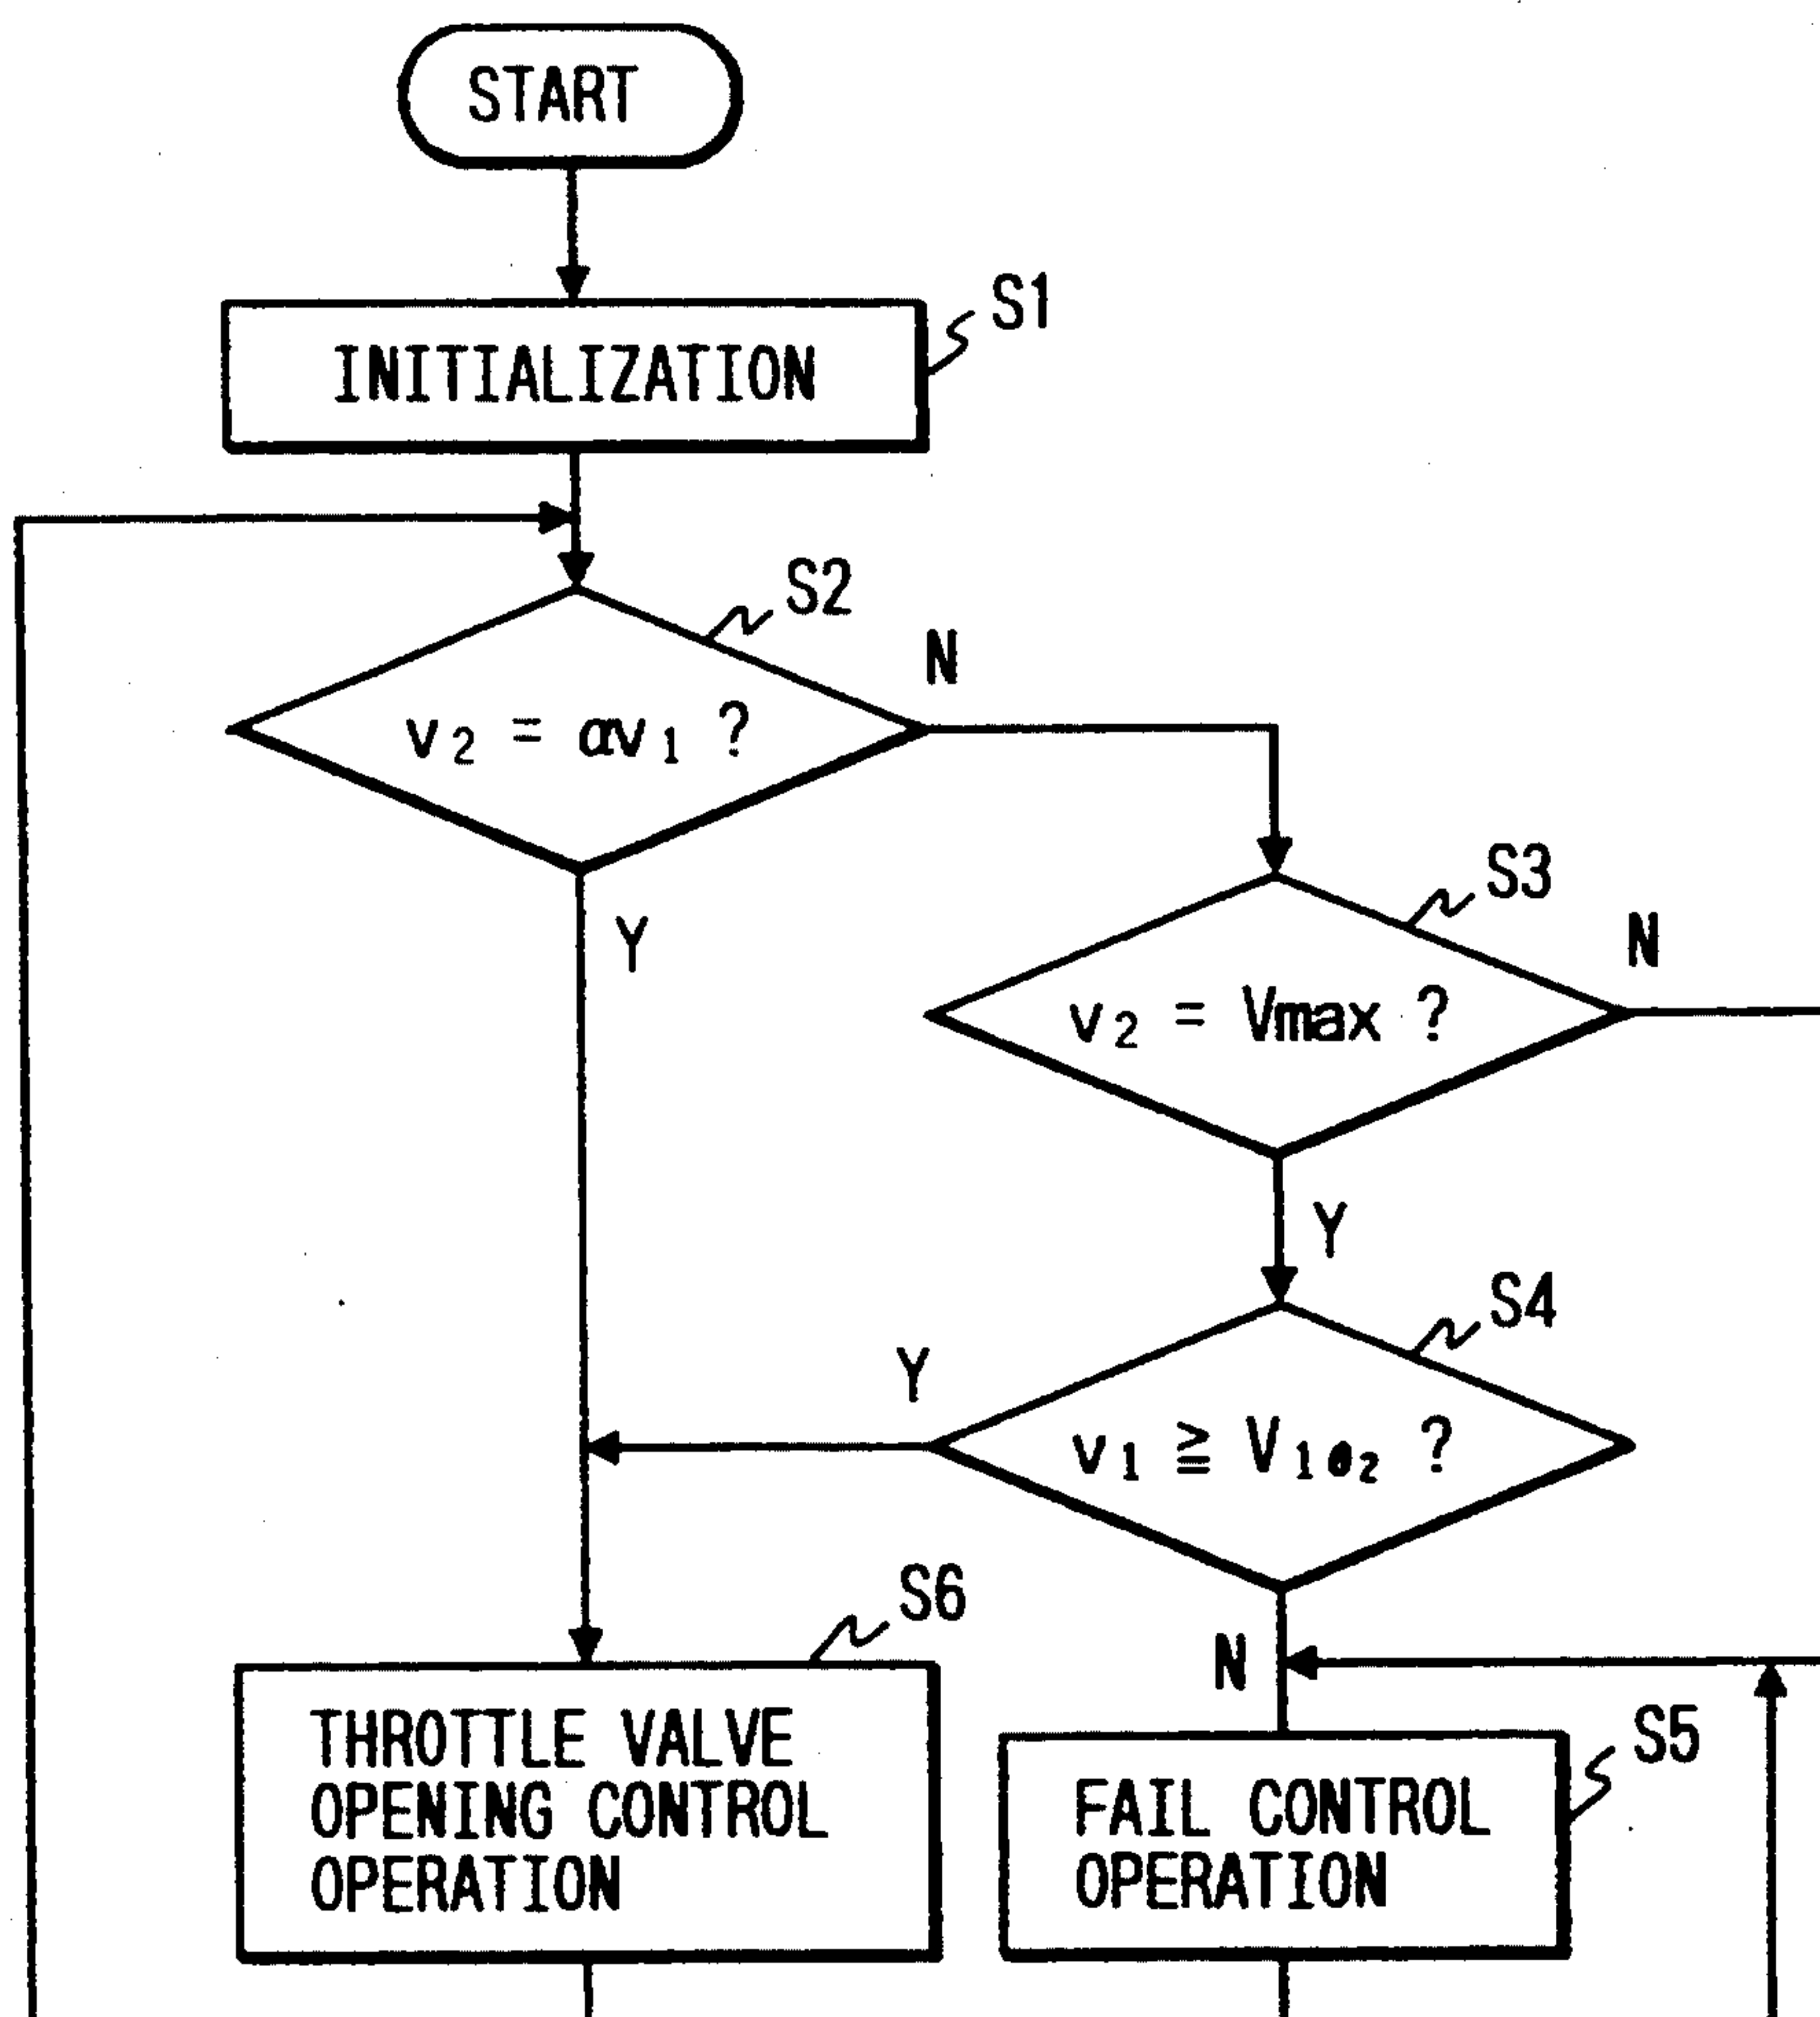 START
S1
INITIALIZATION
S2
N
v₂ = αv₁ ?
Y
S3
N
v₂ = Vmax ?
Y
S4
Y
v₁ ≧ V₁θ₂ ?
N
S6
THROTTLE VALVE
OPENING CONTROL
OPERATION
S5
FAIL CONTROL
OPERATION